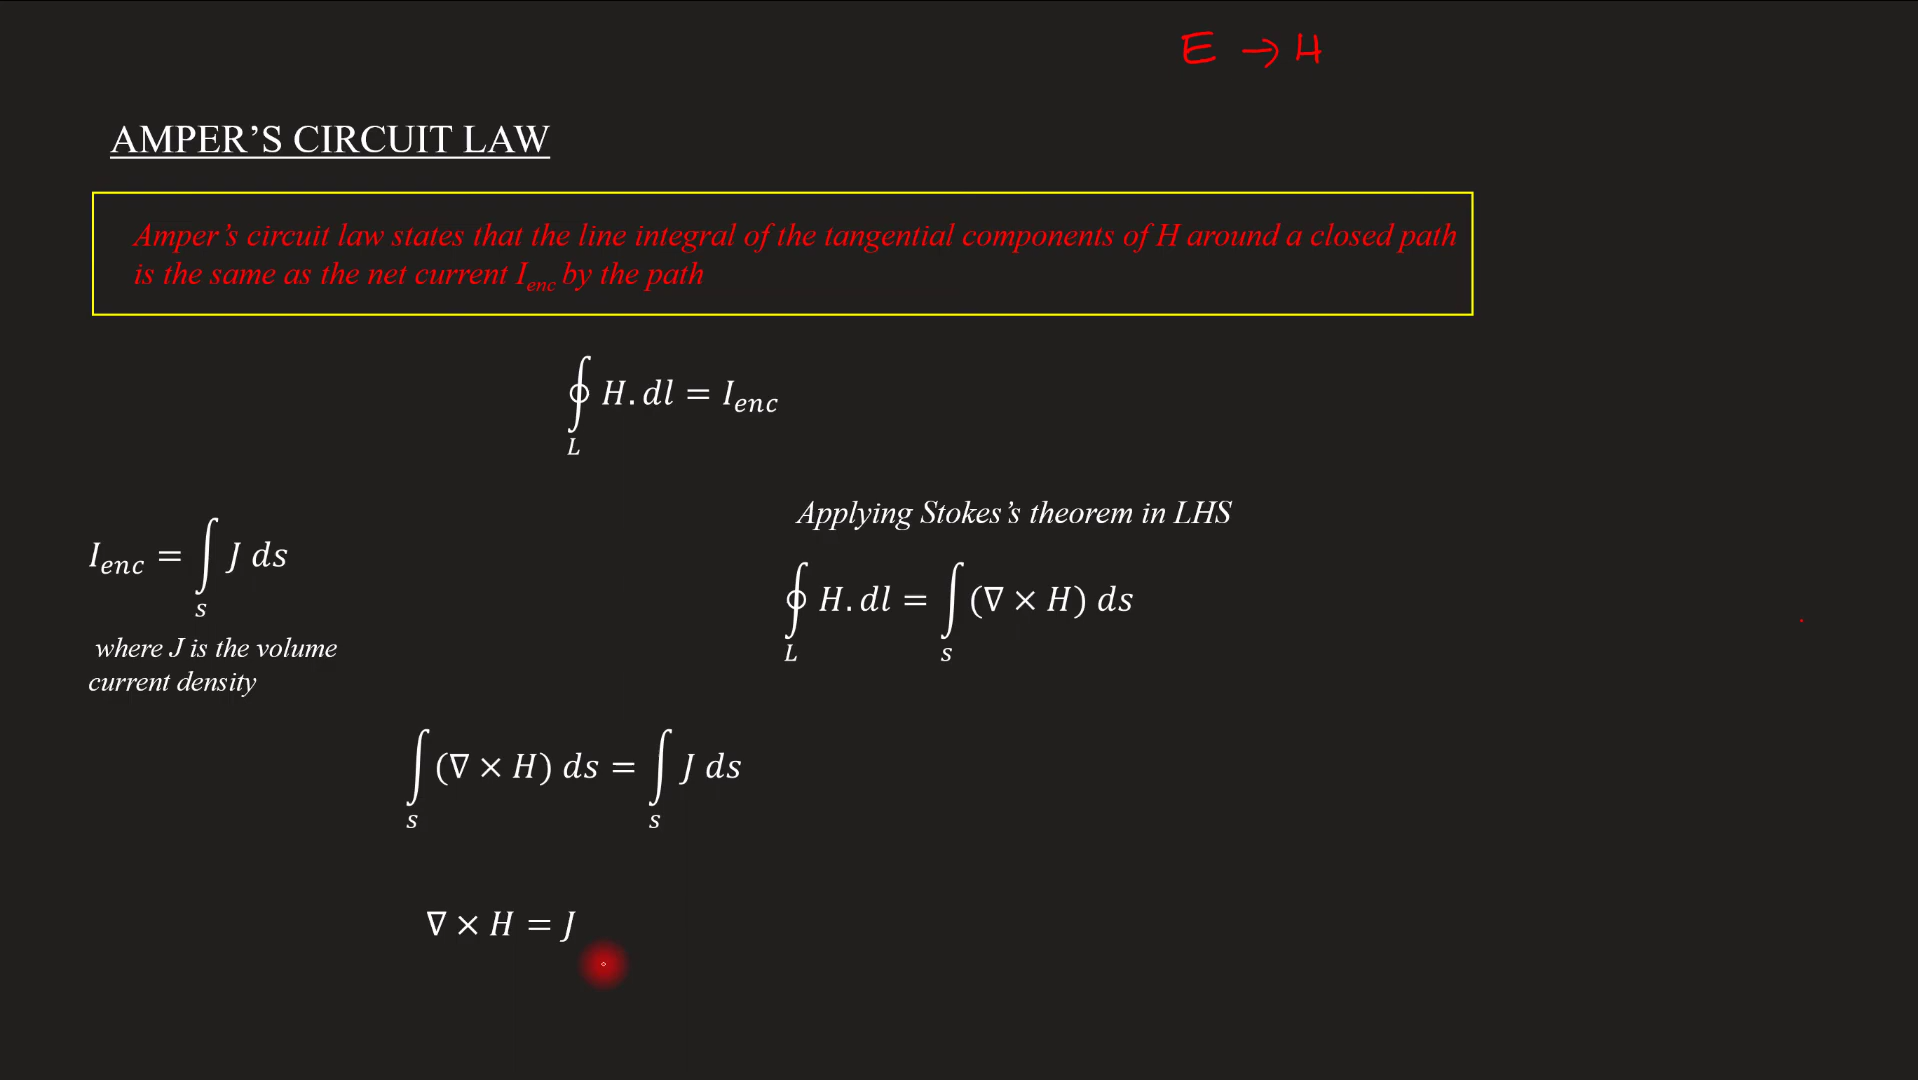 E → H
AMPER’S CIRCUIT LAW
Amper’s circuit law states that the line integral of the tangential components of H around a closed path
is the same as the net current I_enc by the path
∮_L H.dl = I_enc
Applying Stokes’s theorem in LHS
I_enc = ∫_s J ds
∮_L H.dl = ∫_s (∇ × H) ds
where J is the volume
current density
∫_s (∇ × H) ds = ∫_s J ds
∇ × H = J